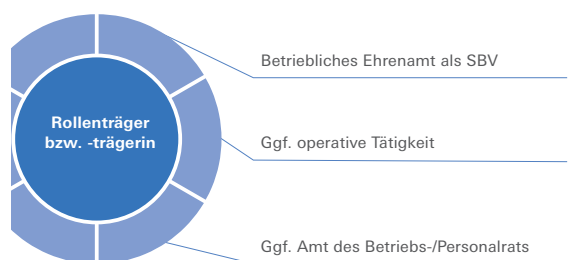 Betriebliches Ehrenamt als SBV
Rollenträger
bzw. -trägerin
Ggf. operative Tätigkeit
Ggf. Amt des Betriebs-/Personalrats